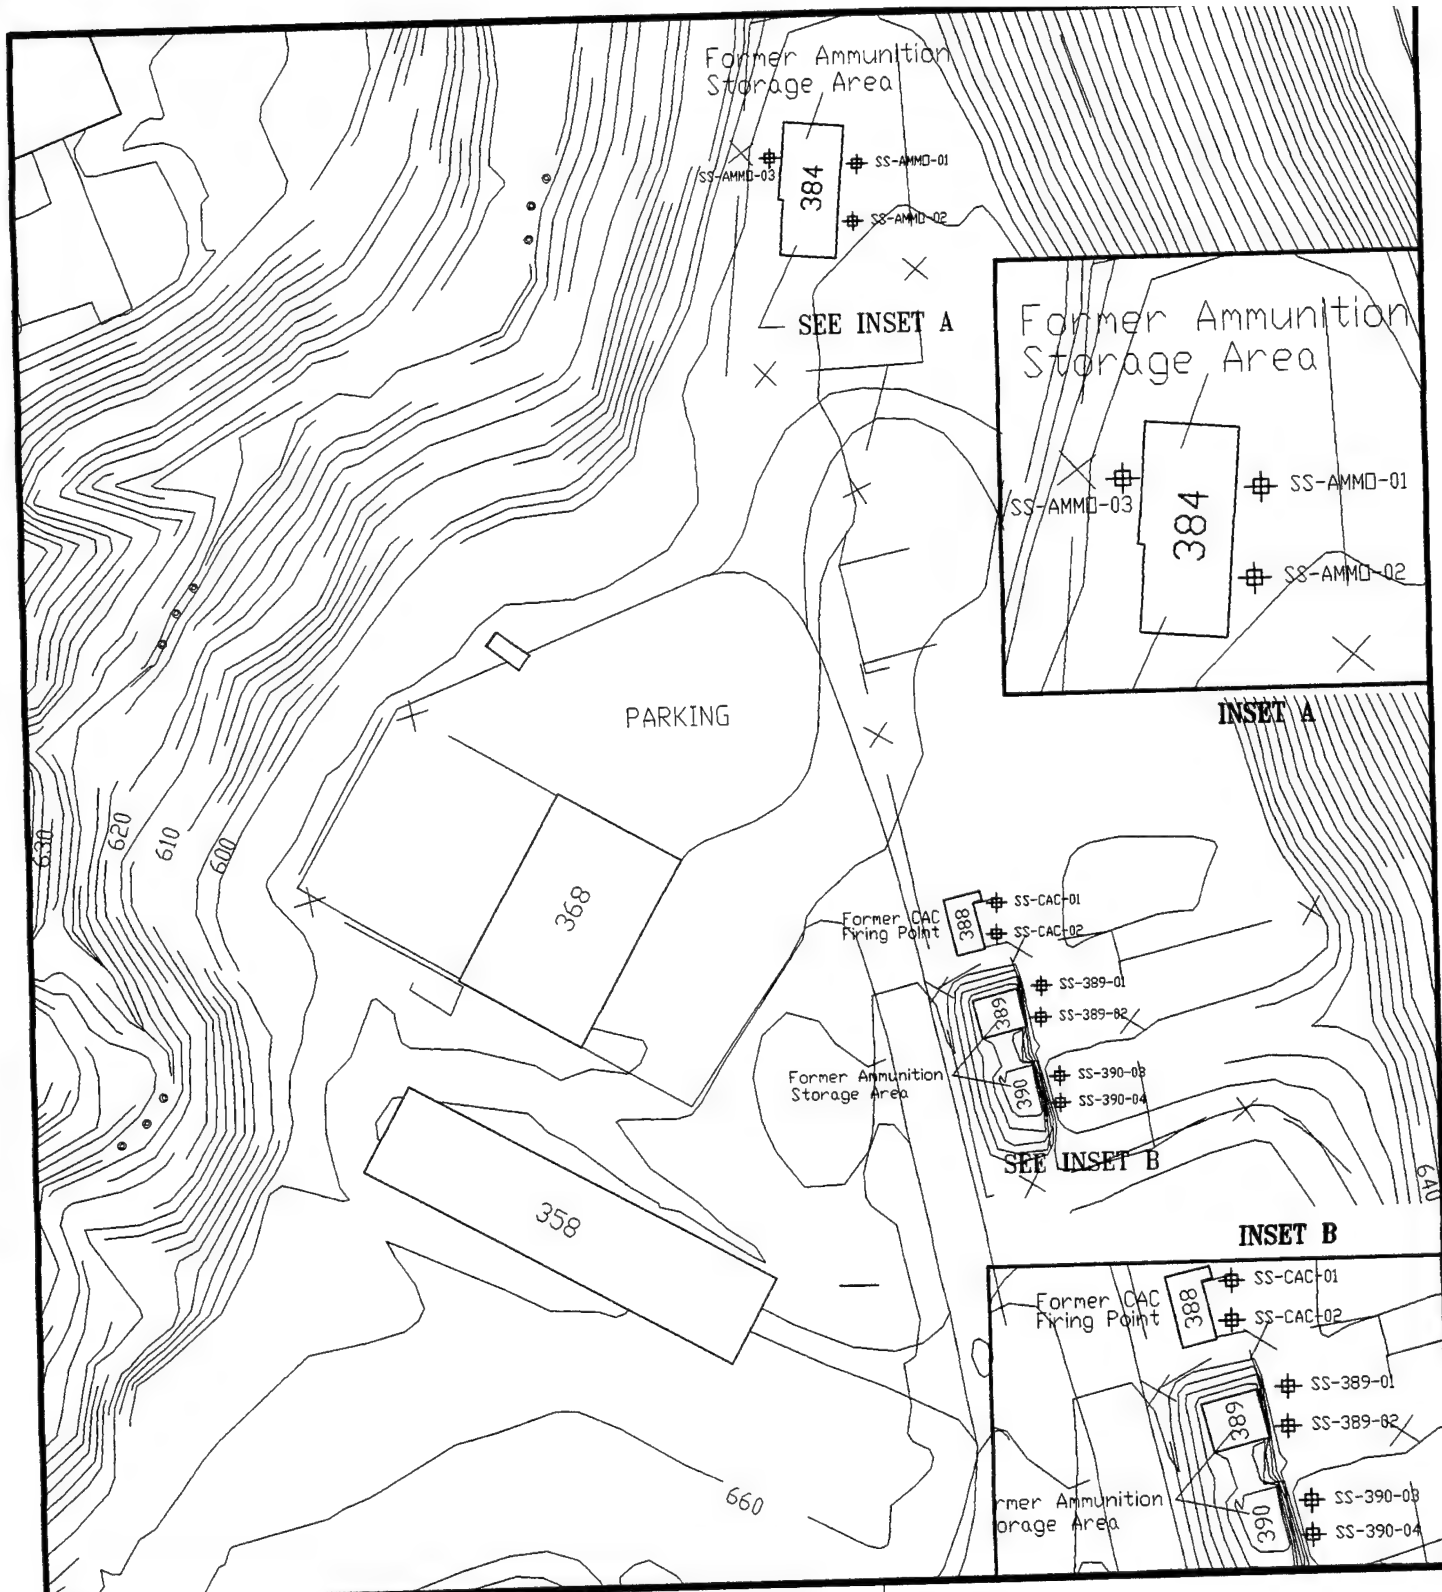 Former Ammunition
Storage Area
384
SS-AMMO-01
SS-AMMO-03
SS-AMMO-02
SEE INSET A
Former Ammunition
Storage Area
384
SS-AMMO-01
SS-AMMO-03
SS-AMMO-02
INSET A
PARKING
630
620
610
600
368
Former CAC
Firing Point
388
SS-CAC-01
SS-CAC-02
389
SS-389-01
SS-389-02
Former Ammunition
Storage Area
390
SS-390-03
SS-390-04
SEE INSET B
640
358
660
INSET B
Former CAC
Firing Point
388
SS-CAC-01
SS-CAC-02
389
SS-389-01
SS-389-02
rmer Ammunition
orage Area
390
SS-390-03
SS-390-04